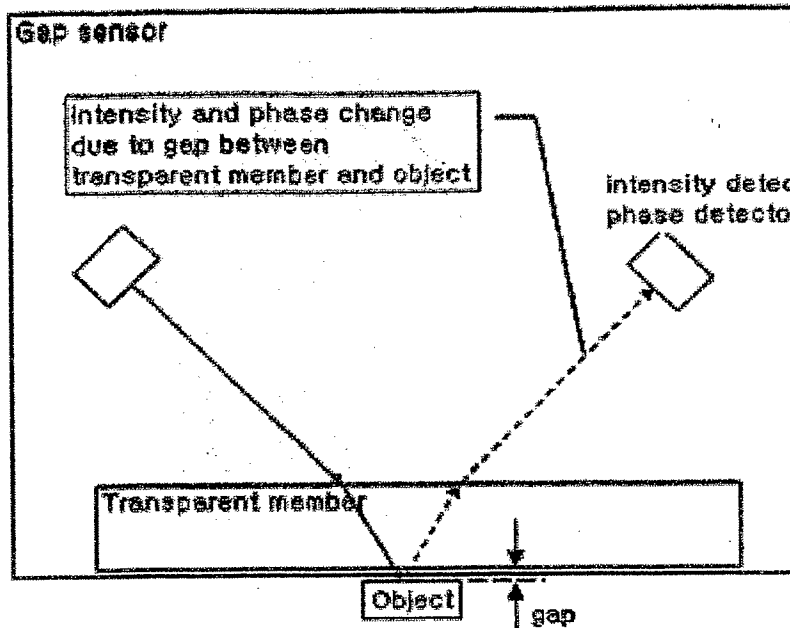 Gap sensor
Intensity and phase change
due to gap between
transparent member and object
intensity detec
phase detecto
Transparent member
Object
gap